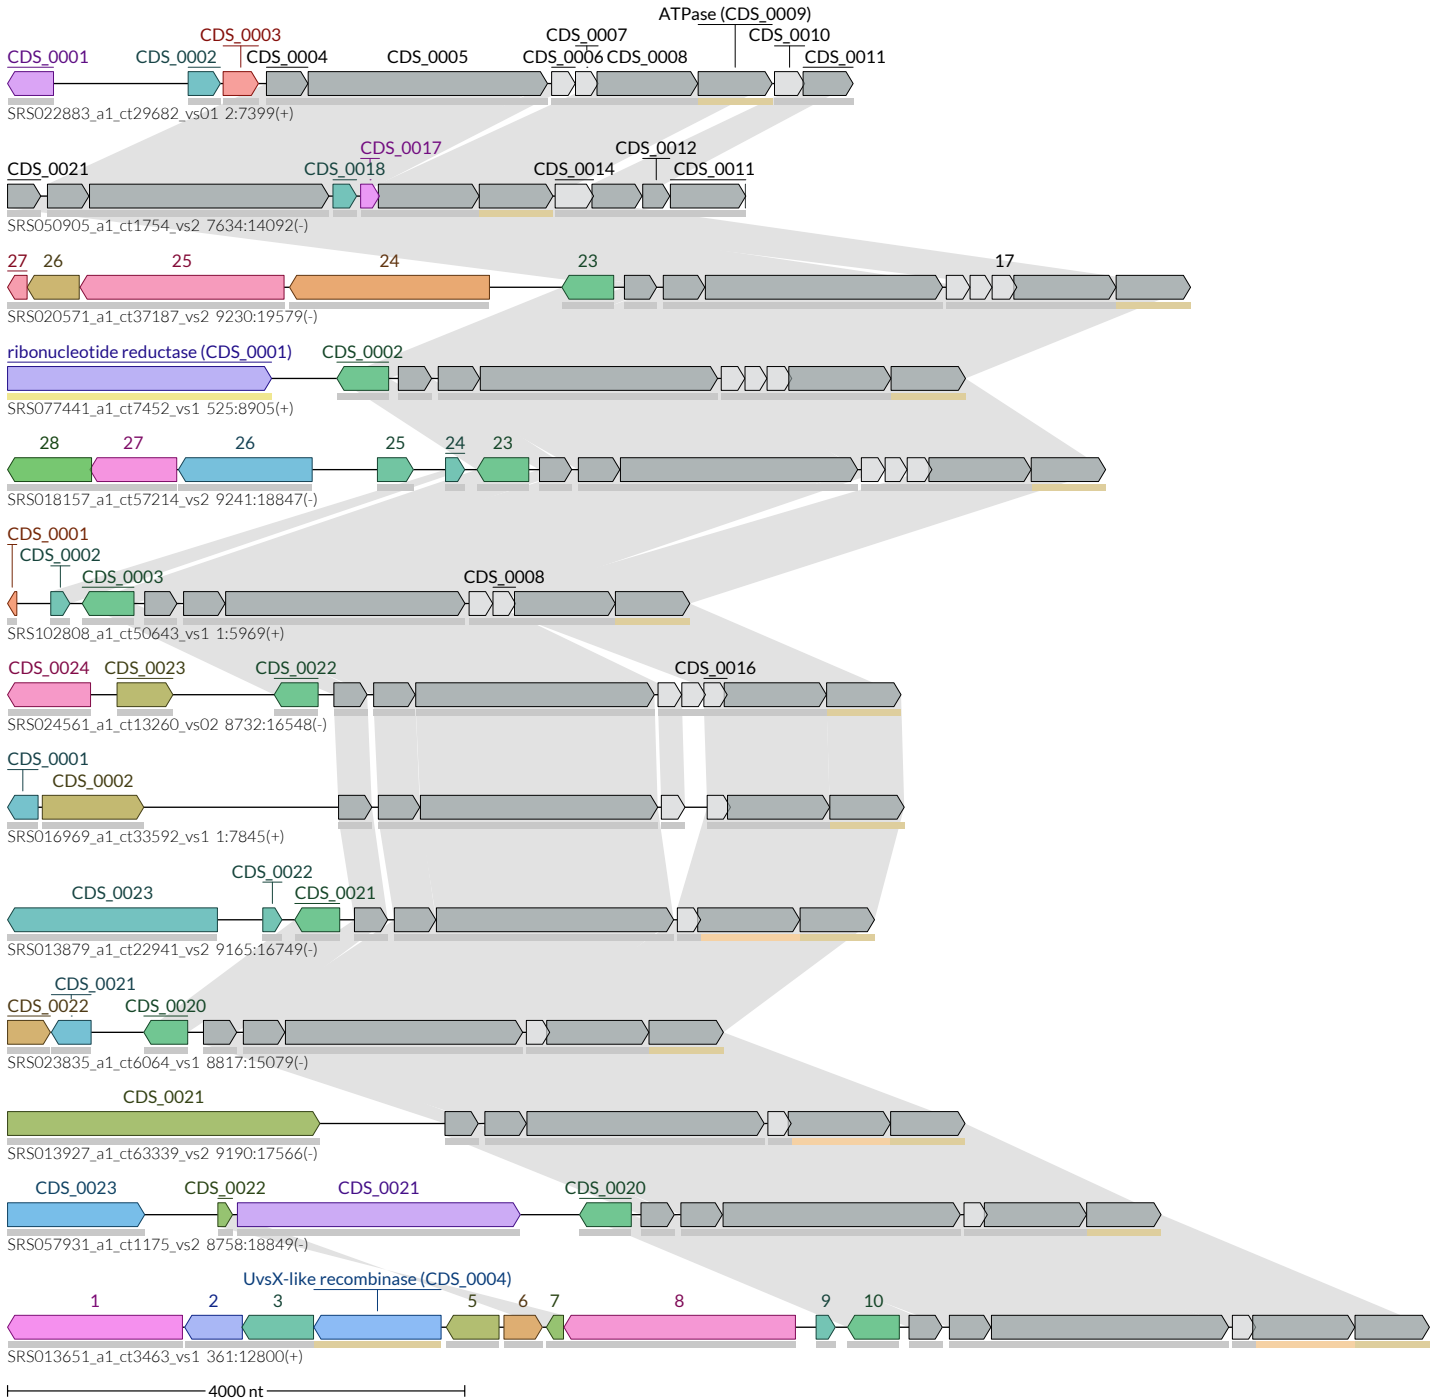 ATPase (CDS_0009)
CDS_0003 CDS_0007 CDS_0010
CDS_0001 CDS_0002 CDS_0004 CDS_0005 CDS_0006 CDS_0008 CDS_0011
SRS022883_a1_ct29682_vs01 2:7399(+)
CDS_0017 CDS_0012
CDS_0021 CDS_0018 CDS_0014 CDS_0011
SRS050905_a1_ct1754_vs2 7634:14092(-)
27 26 25 24 23 17
SRS020571_a1_ct37187_vs2 9230:19579(-)
ribonucleotide reductase (CDS_0001) CDS_0002
SRS077441_a1_ct7452_vs1 525:8905(+)
28 27 26 25 24 23
SRS018157_a1_ct57214_vs2 9241:18847(-)
CDS_0001
CDS_0002
CDS_0003 CDS_0008
SRS102808_a1_ct50643_vs1 1:5969(+)
CDS_0024 CDS_0023 CDS_0022 CDS_0016
SRS024561_a1_ct13260_vs02 8732:16548(-)
CDS_0001
CDS_0002
SRS016969_a1_ct33592_vs1 1:7845(+)
CDS_0022
CDS_0023 CDS_0021
SRS013879_a1_ct22941_vs2 9165:16749(-)
CDS_0021
CDS_0022 CDS_0020
SRS023835_a1_ct6064_vs1 8817:15079(-)
CDS_0021
SRS013927_a1_ct63339_vs2 9190:17566(-)
CDS_0023 CDS_0022 CDS_0021 CDS_0020
SRS057931_a1_ct1175_vs2 8758:18849(-)
UvsX-like recombinase (CDS_0004)
1 2 3 5 6 7 8 9 10
SRS013651_a1_ct3463_vs1 361:12800(+)
4000 nt